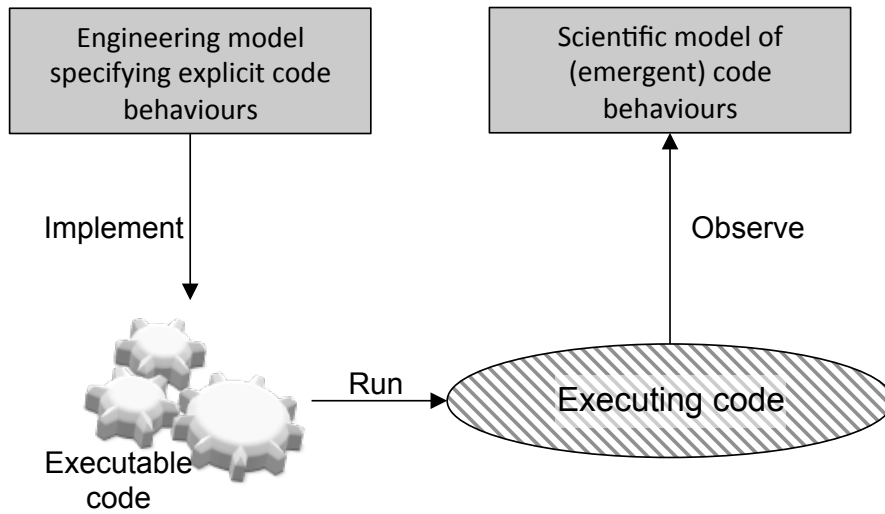 Engineering model
specifying explicit code
behaviours
Scientific model of
(emergent) code
behaviours
Implement
Observe
Run
Executing code
Executable
code